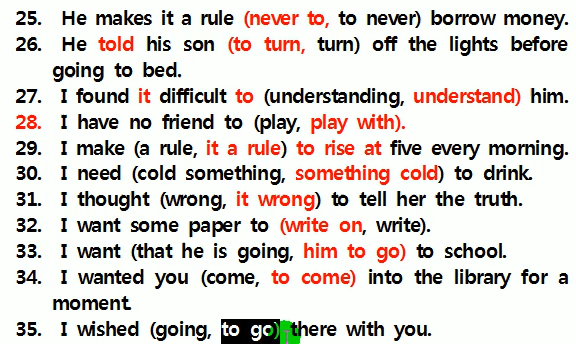 25. He makes it a rule (never to, to never) borrow money.
26. He told his son (to turn, turn) off the lights before
going to bed.
27. I found it difficult to (understanding, understand) him.
28. I have no friend to (play, play with).
29. I make (a rule, it a rule) to rise at five every morning.
30. I need (cold something, something cold) to drink.
31. I thought (wrong, it wrong) to tell her the truth.
32. I want some paper to (write on, write).
33. I want (that he is going, him to go) to school.
34. I wanted you (come, to come) into the library for a
moment.
35. I wished (going, to go) there with you.